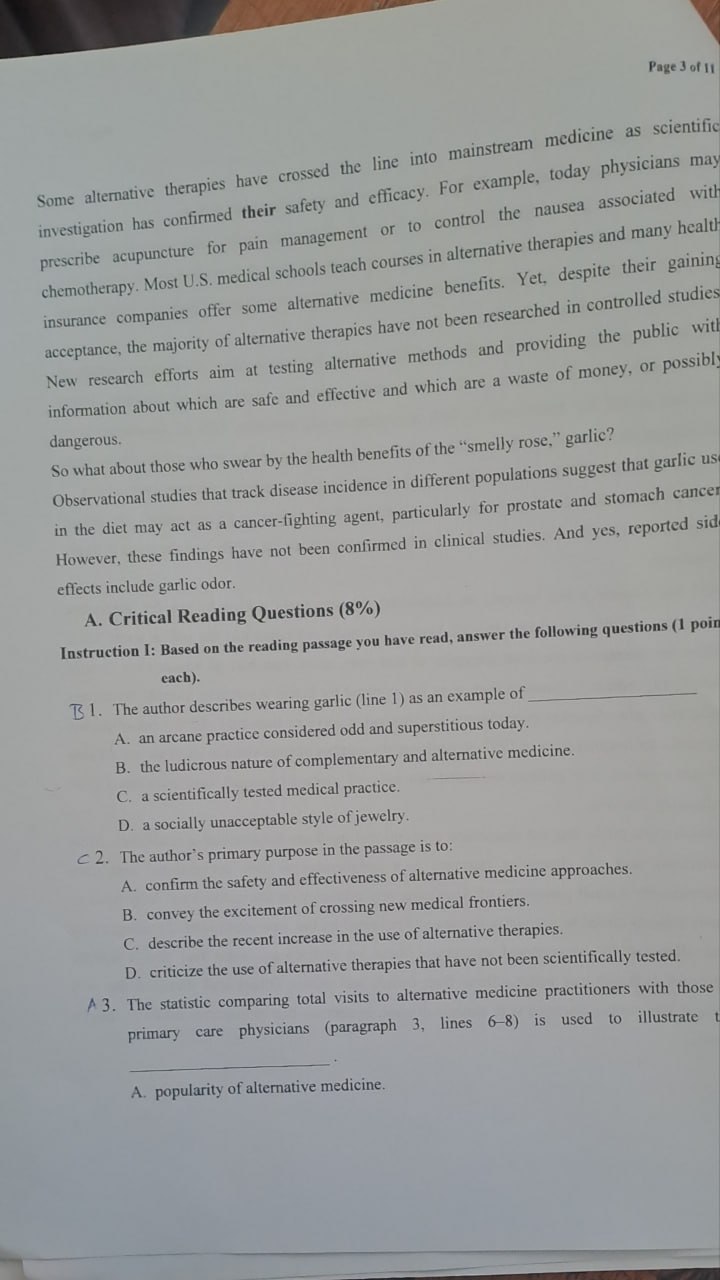 Page 3 of 11
Some alternative therapies have crossed the line into mainstream medicine as scientific
investigation has confirmed their safety and efficacy. For example, today physicians may
prescribe acupuncture for pain management or to control the nausea associated with
chemotherapy. Most U.S. medical schools teach courses in alternative therapies and many health
insurance companies offer some alternative medicine benefits. Yet, despite their gaining
acceptance, the majority of alternative therapies have not been researched in controlled studies
New research efforts aim at testing alternative methods and providing the public with
information about which are safe and effective and which are a waste of money, or possibly
dangerous.
So what about those who swear by the health benefits of the “smelly rose,” garlic?
Observational studies that track disease incidence in different populations suggest that garlic use
in the diet may act as a cancer-fighting agent, particularly for prostate and stomach cancer
However, these findings have not been confirmed in clinical studies. And yes, reported side
effects include garlic odor.
A. Critical Reading Questions (8%)
Instruction I: Based on the reading passage you have read, answer the following questions (1 poin
each).
B 1. The author describes wearing garlic (line 1) as an example of
A. an arcane practice considered odd and superstitious today.
B. the ludicrous nature of complementary and alternative medicine.
C. a scientifically tested medical practice.
D. a socially unacceptable style of jewelry.
C 2. The author’s primary purpose in the passage is to:
A. confirm the safety and effectiveness of alternative medicine approaches.
B. convey the excitement of crossing new medical frontiers.
C. describe the recent increase in the use of alternative therapies.
D. criticize the use of alternative therapies that have not been scientifically tested.
A 3. The statistic comparing total visits to alternative medicine practitioners with those
primary care physicians (paragraph 3, lines 6–8) is used to illustrate t
.
A. popularity of alternative medicine.